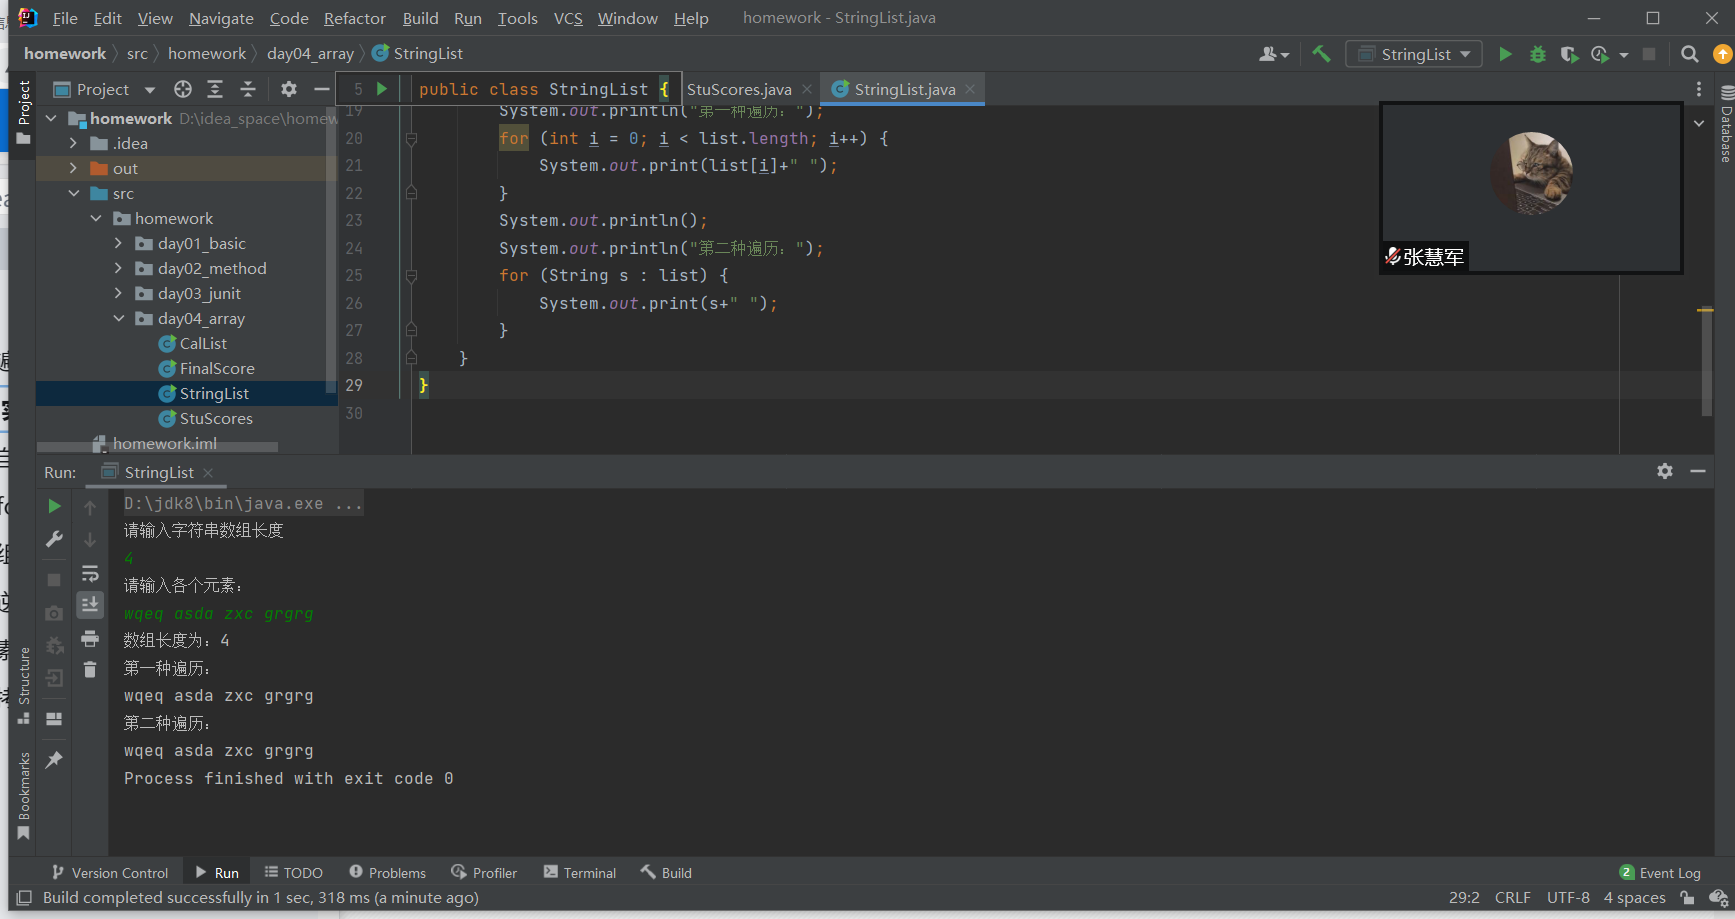 File Edit View Navigate Code Refactor Build Run Tools VCS Window Help homework - StringList.java
homework src homework day04_array StringList
StringList
Project
5 public class StringList {
StuScores.java
StringList.java
Project
Database
homework D:\idea_space\homew
.idea
out
src
homework
day01_basic
day02_method
day03_junit
day04_array
CalList
FinalScore
StringList
StuScores
homework.iml
19 System.out.println("第一种遍历：");
20 for (int i = 0; i < list.length; i++) {
21 System.out.print(list[i]+" ");
22 }
23 System.out.println();
24 System.out.println("第二种遍历：");
25 for (String s : list) {
26 System.out.print(s+" ");
27 }
28 }
29 }
30
张慧军
Run: StringList
D:\jdk8\bin\java.exe ...
请输入字符串数组长度
4
请输入各个元素：
wqeq asda zxc grgrg
数组长度为：4
第一种遍历：
wqeq asda zxc grgrg
第二种遍历：
wqeq asda zxc grgrg
Process finished with exit code 0
Structure
Bookmarks
Version Control Run TODO Problems Profiler Terminal Build 2 Event Log
Build completed successfully in 1 sec, 318 ms (a minute ago) 29:2 CRLF UTF-8 4 spaces